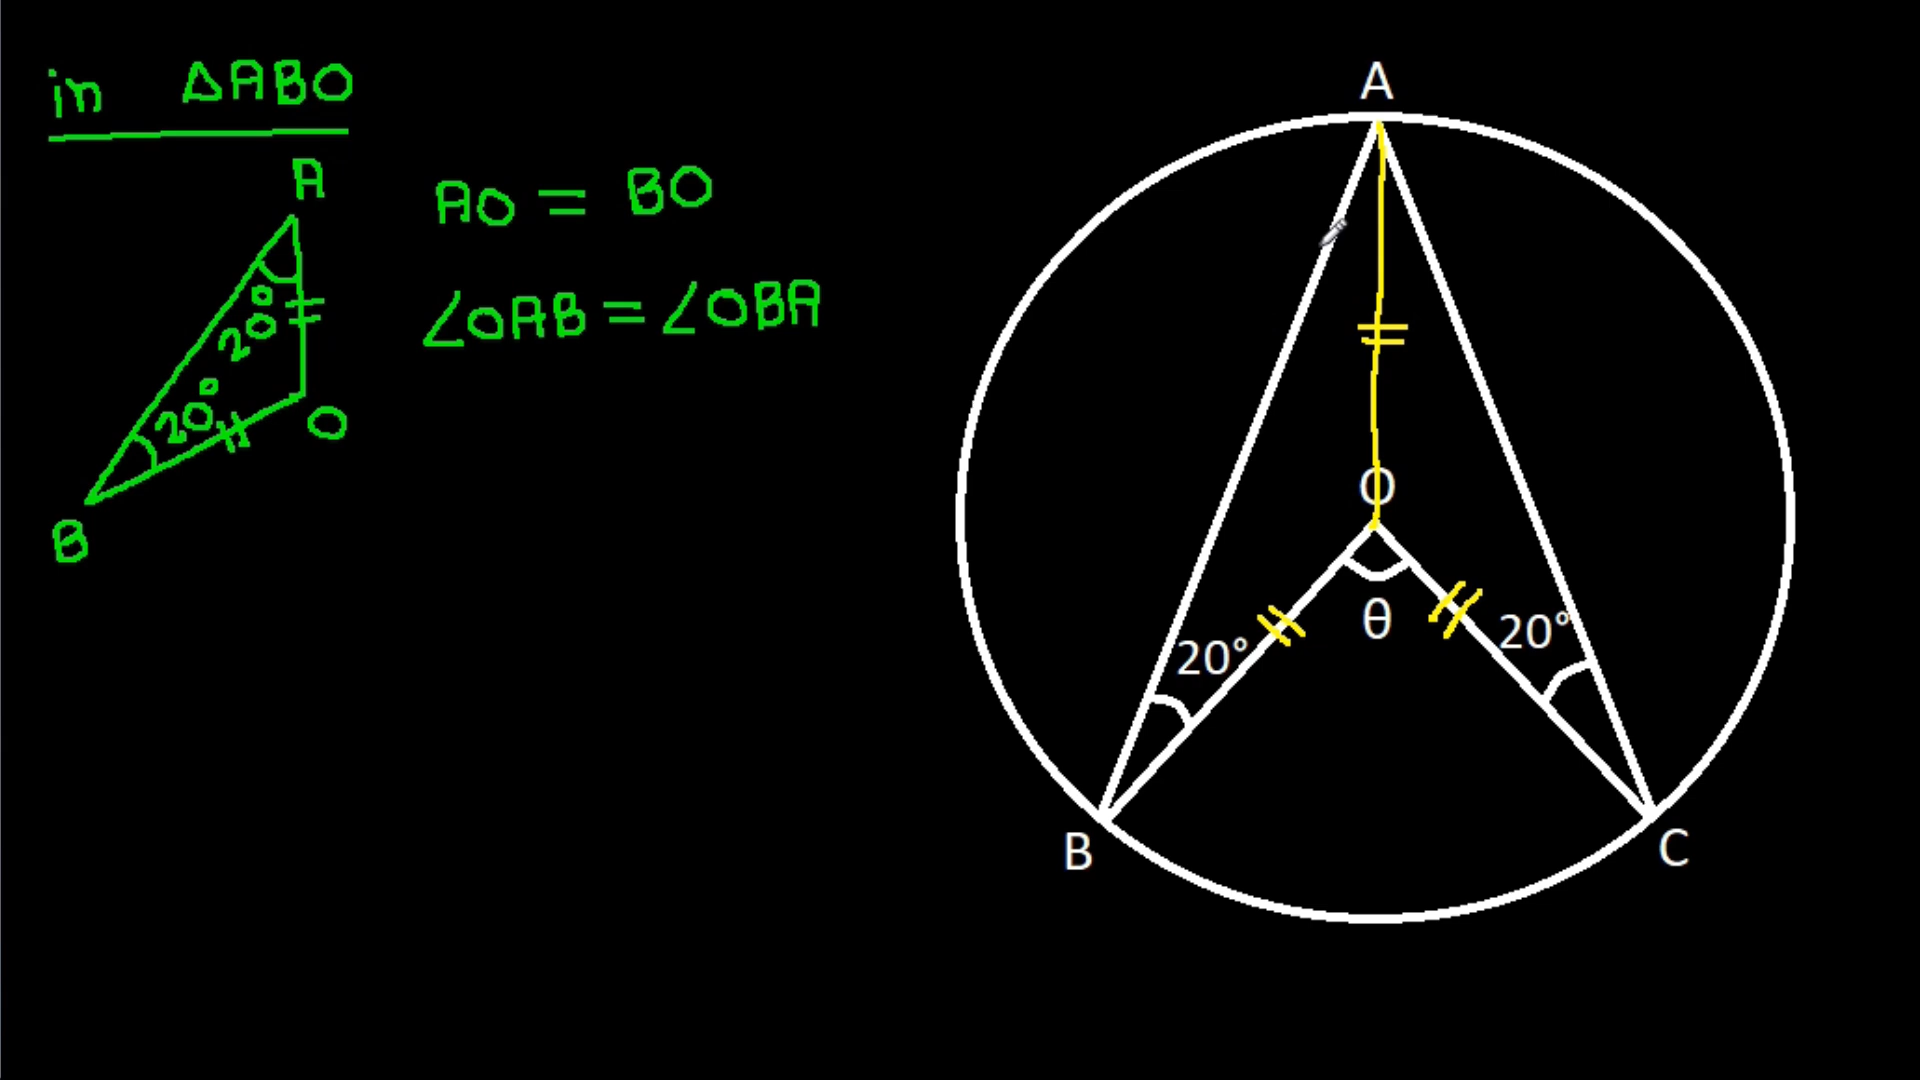 in ΔABO
A
AO = BO
∠OAB = ∠OBA
20°
20°
O
B
A
O
θ
20°
20°
B
C